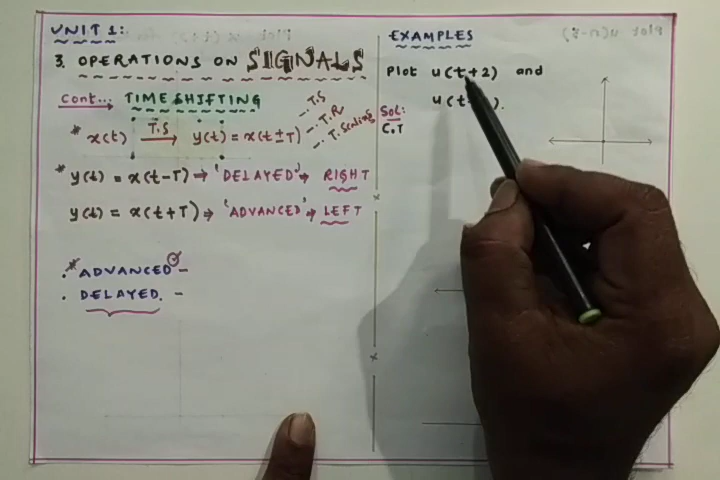 UNIT 1:
3. OPERATIONS ON SIGNALS
Cont... TIME SHIFTING
- T.S
- T.R
- T. Scaling
* x(t) T.S → y(t) = x(t±T)
* y(t) = x(t-T) → 'DELAYED' → RIGHT
y(t) = x(t+T) → 'ADVANCED' → LEFT
* ADVANCED -
. DELAYED. -
EXAMPLES
Plot u(t+2) and
u(t
).
Sol:
C.T